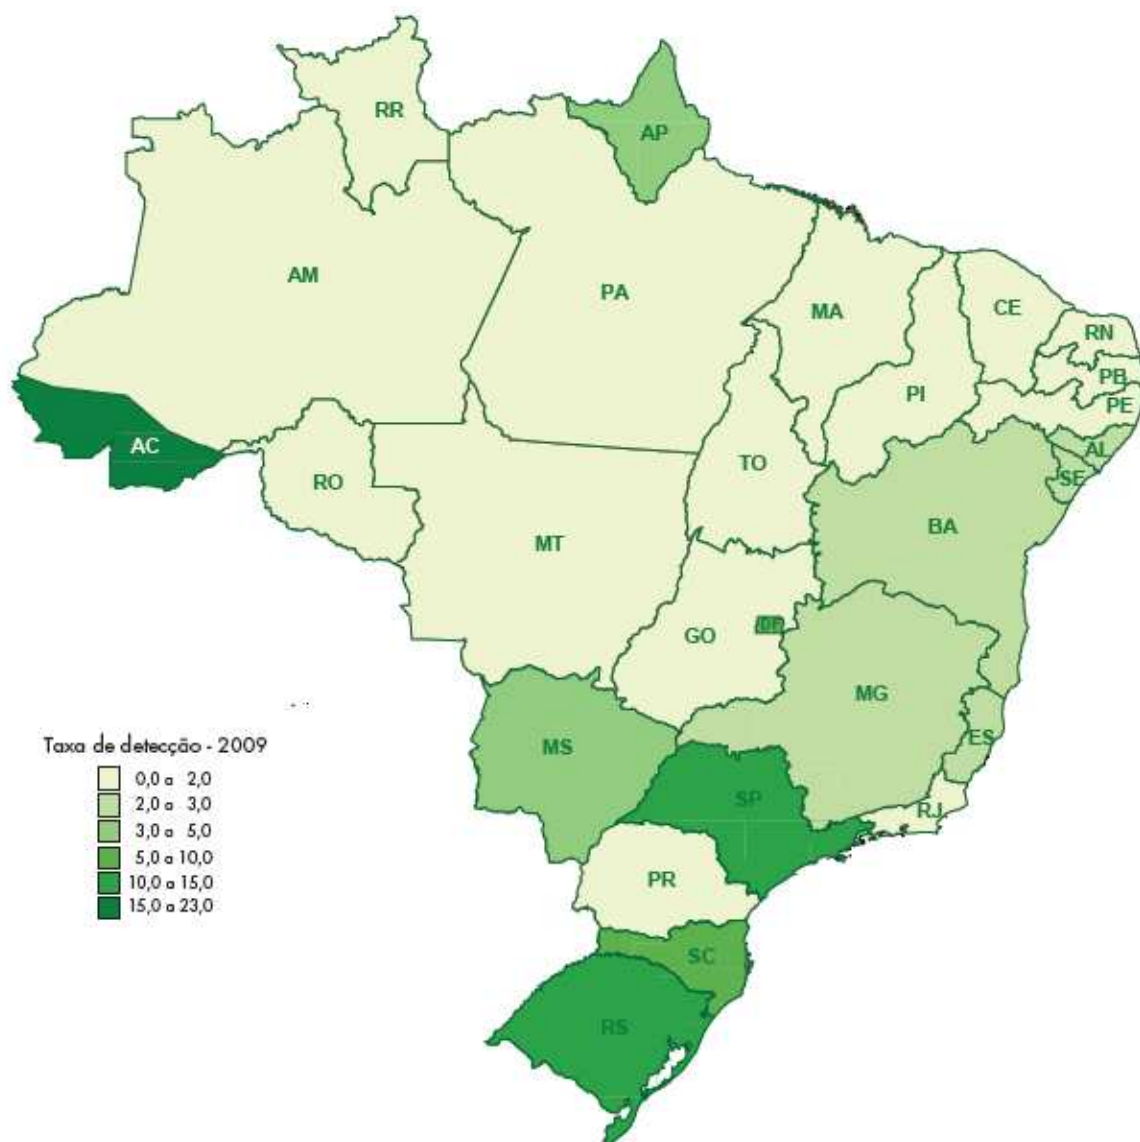 RR
AP
AM
PA
MA
CE
RN
PB
PE
PI
AL
SE
AC
TO
RO
BA
MT
GO
DF
MG
MS
ES
SP
RJ
PR
SC
RS
Taxa de detecção - 2009
0,0 a 2,0
2,0 a 3,0
3,0 a 5,0
5,0 a 10,0
10,0 a 15,0
15,0 a 23,0